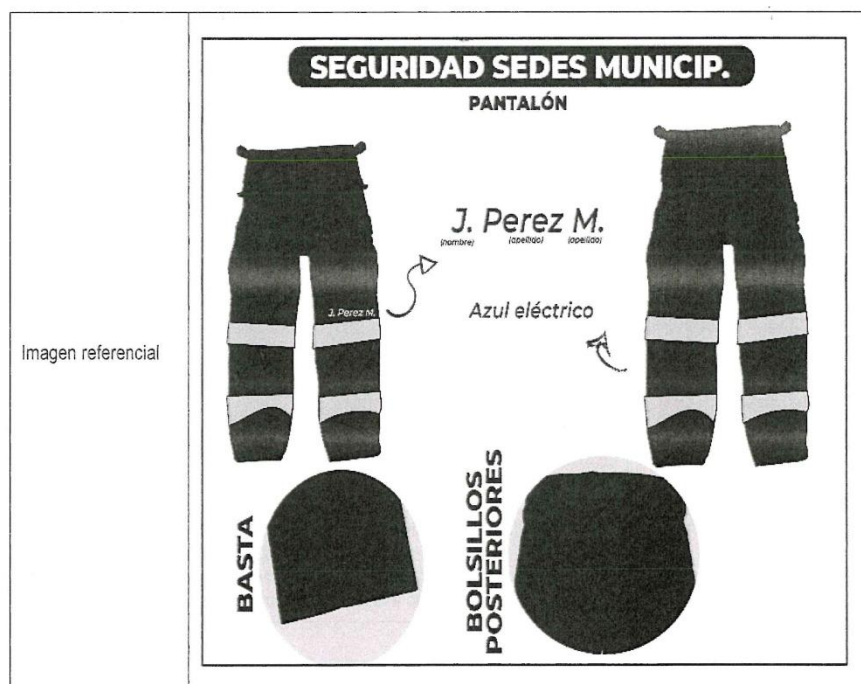 Imagen referencial
SEGURIDAD SEDES MUNICIP.
PANTALÓN
J. Perez M.
(nombre) (apellido) (apellido)
J. Perez M.
Azul eléctrico
BASTA
BOLSILLOS
POSTERIORES